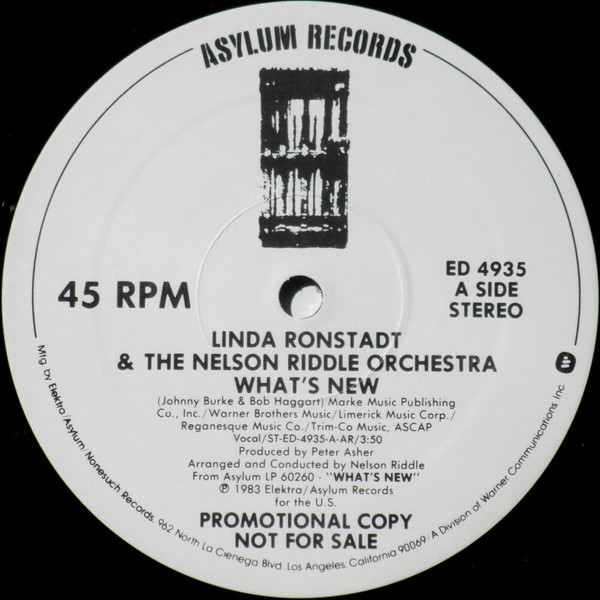 ASYLUM RECORDS
45 RPM
ED 4935
A SIDE
STEREO
LINDA RONSTADT
& THE NELSON RIDDLE ORCHESTRA
WHAT'S NEW
(Johnny Burke & Bob Haggart) Marke Music Publishing
Co., Inc./Warner Brothers Music/Limerick Music Corp./
Reganesque Music Co./Trim-Co Music, ASCAP
Vocal/ST-ED-4935-A-AR/3:50
Produced by Peter Asher
Arranged and Conducted by Nelson Riddle
From Asylum LP 60260 - "WHAT'S NEW"
℗ 1983 Elektra/Asylum Records
for the U.S.
PROMOTIONAL COPY
NOT FOR SALE
Mfg by Elektra/Asylum/Nonesuch Records, 962 North La Cienega Blvd. Los Angeles, California 90069/A Division of Warner Communications Inc